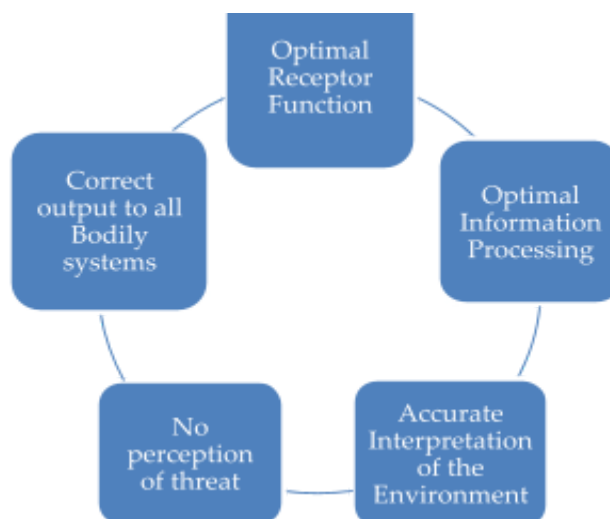 Optimal
Receptor
Function
Optimal
Information
Processing
Accurate
Interpretation
of the
Environment
No
perception
of threat
Correct
output to all
Bodily
systems